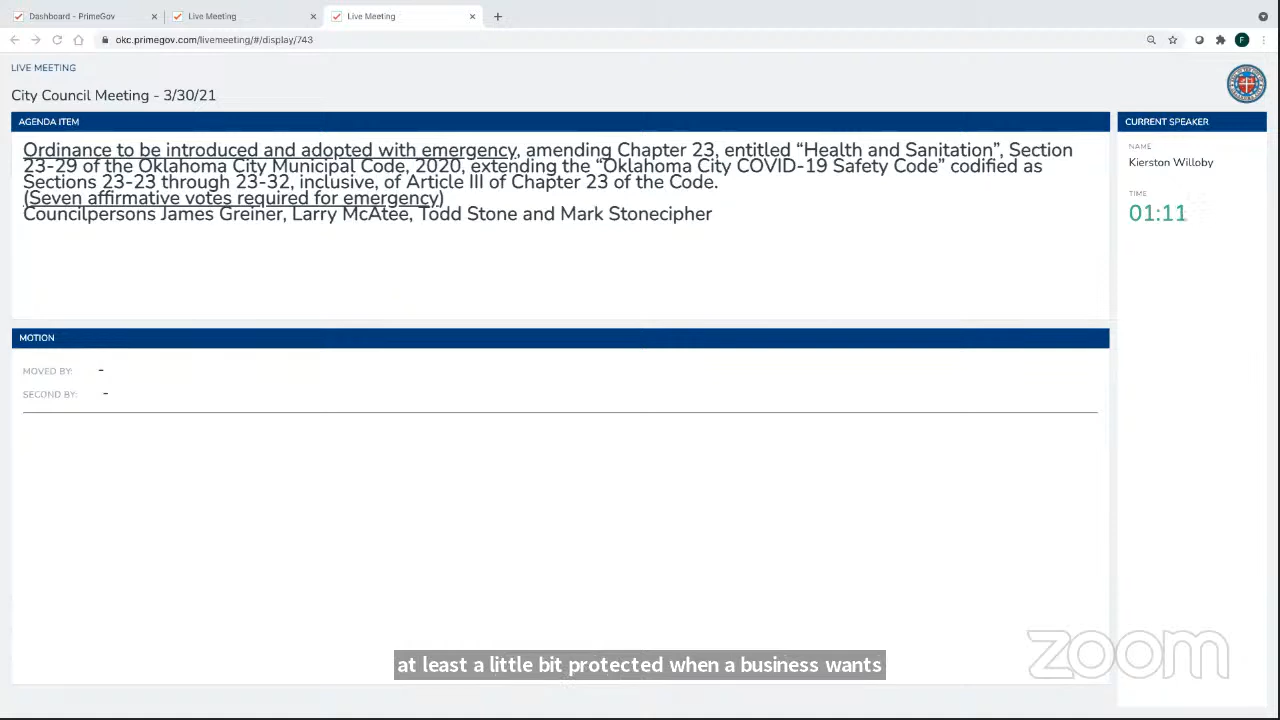 Dashboard - PrimeGov
Live Meeting
Live Meeting
okc.primegov.com/livemeeting/#/display/743
F
LIVE MEETING
City Council Meeting - 3/30/21
AGENDA ITEM
Ordinance to be introduced and adopted with emergency, amending Chapter 23, entitled “Health and Sanitation”, Section
23-29 of the Oklahoma City Municipal Code, 2020, extending the “Oklahoma City COVID-19 Safety Code” codified as
Sections 23-23 through 23-32, inclusive, of Article III of Chapter 23 of the Code.
(Seven affirmative votes required for emergency)
Councilpersons James Greiner, Larry McAtee, Todd Stone and Mark Stonecipher
CURRENT SPEAKER
NAME
Kierston Willoby
TIME
01:11
MOTION
MOVED BY: -
SECOND BY: -
at least a little bit protected when a business wants
zoom